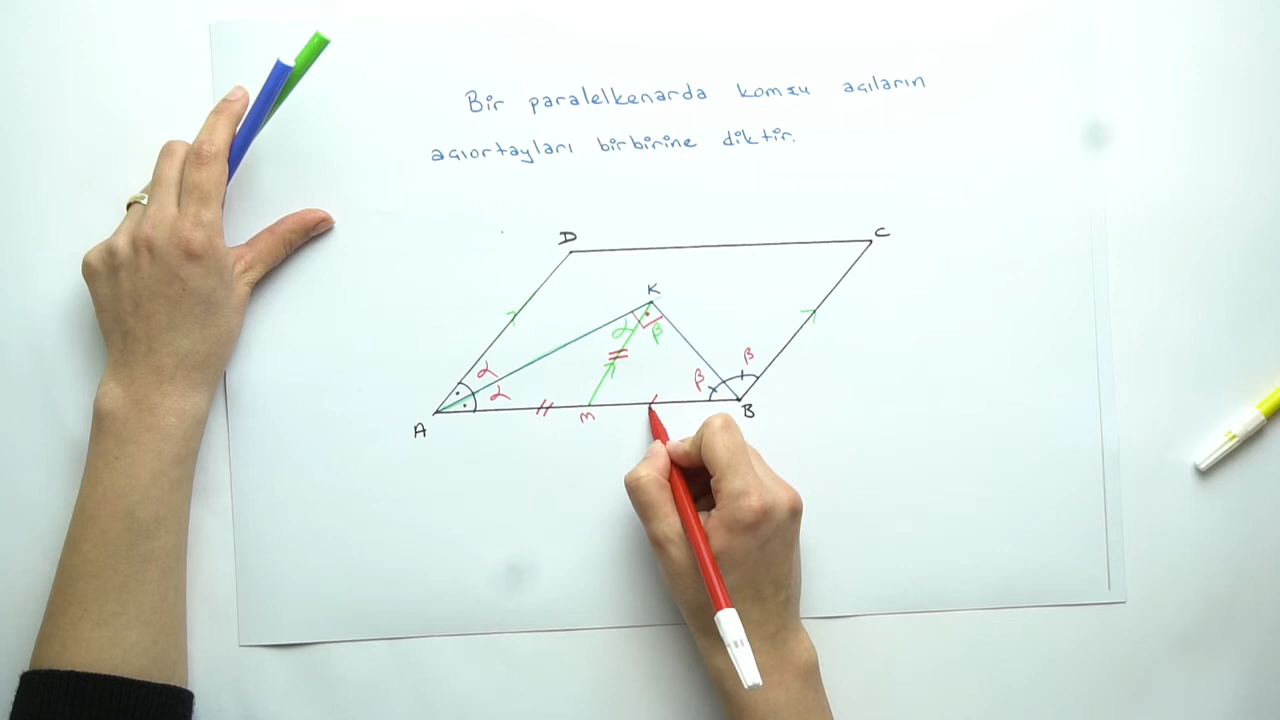 Bir paralelkenarda komşu açıların
açıortayları birbirine diktir.
D C
K
α β
α β β
α
A M B